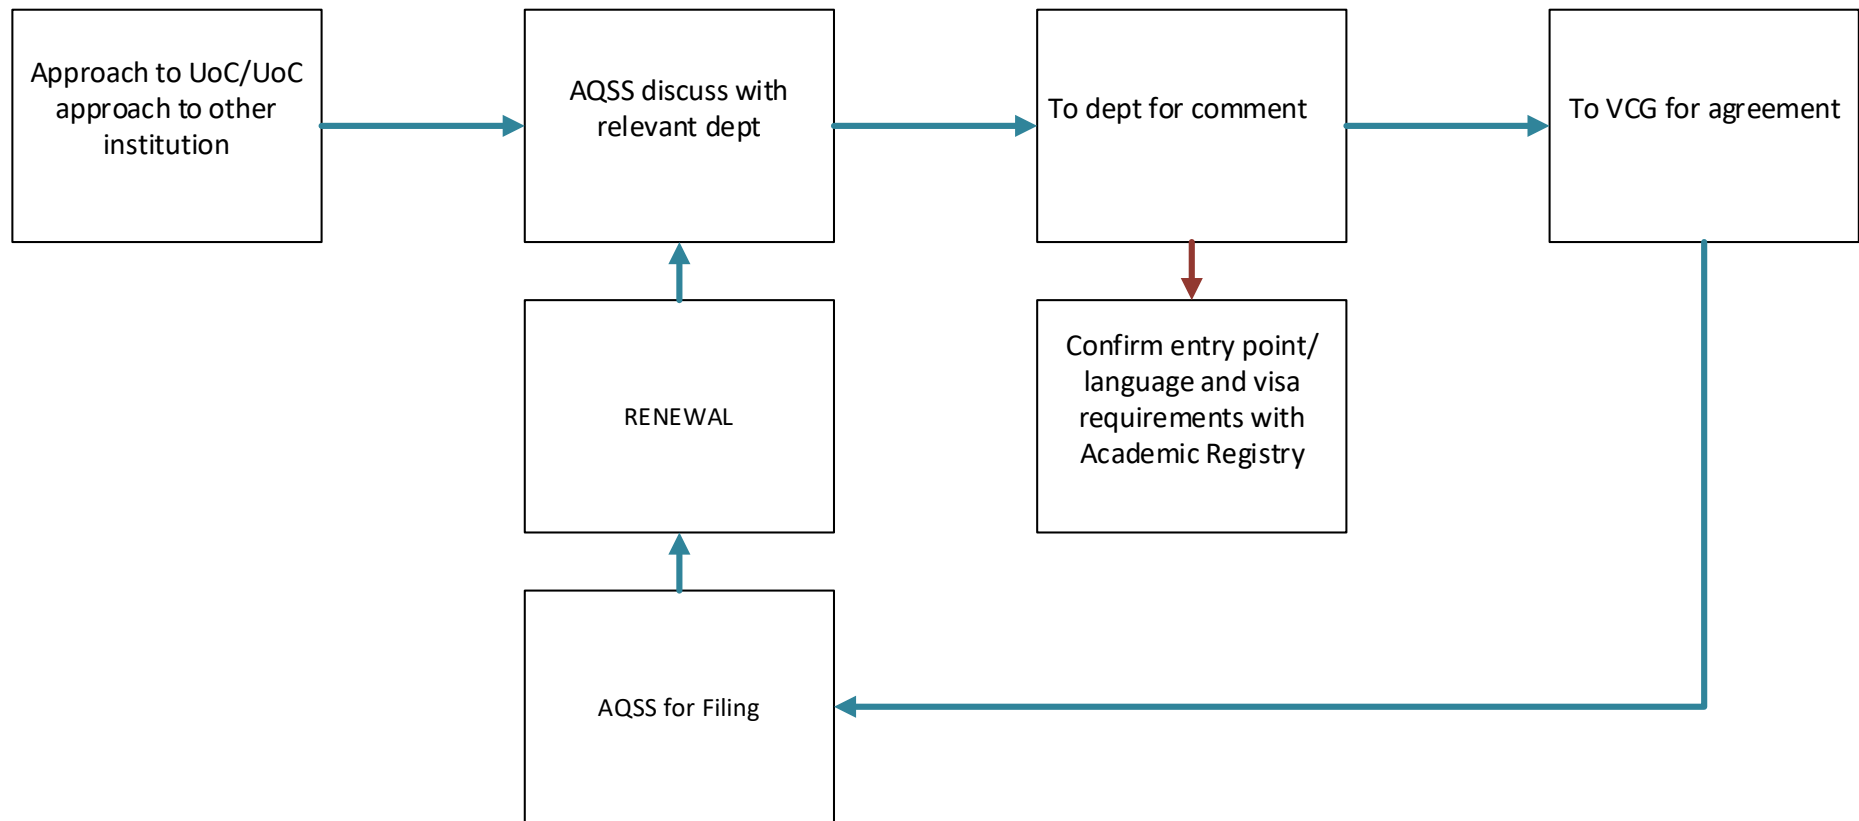 Approach to UoC/UoC
approach to other
institution
AQSS discuss with
relevant dept
To dept for comment
To VCG for agreement
RENEWAL
Confirm entry point/
language and visa
requirements with
Academic Registry
AQSS for Filing